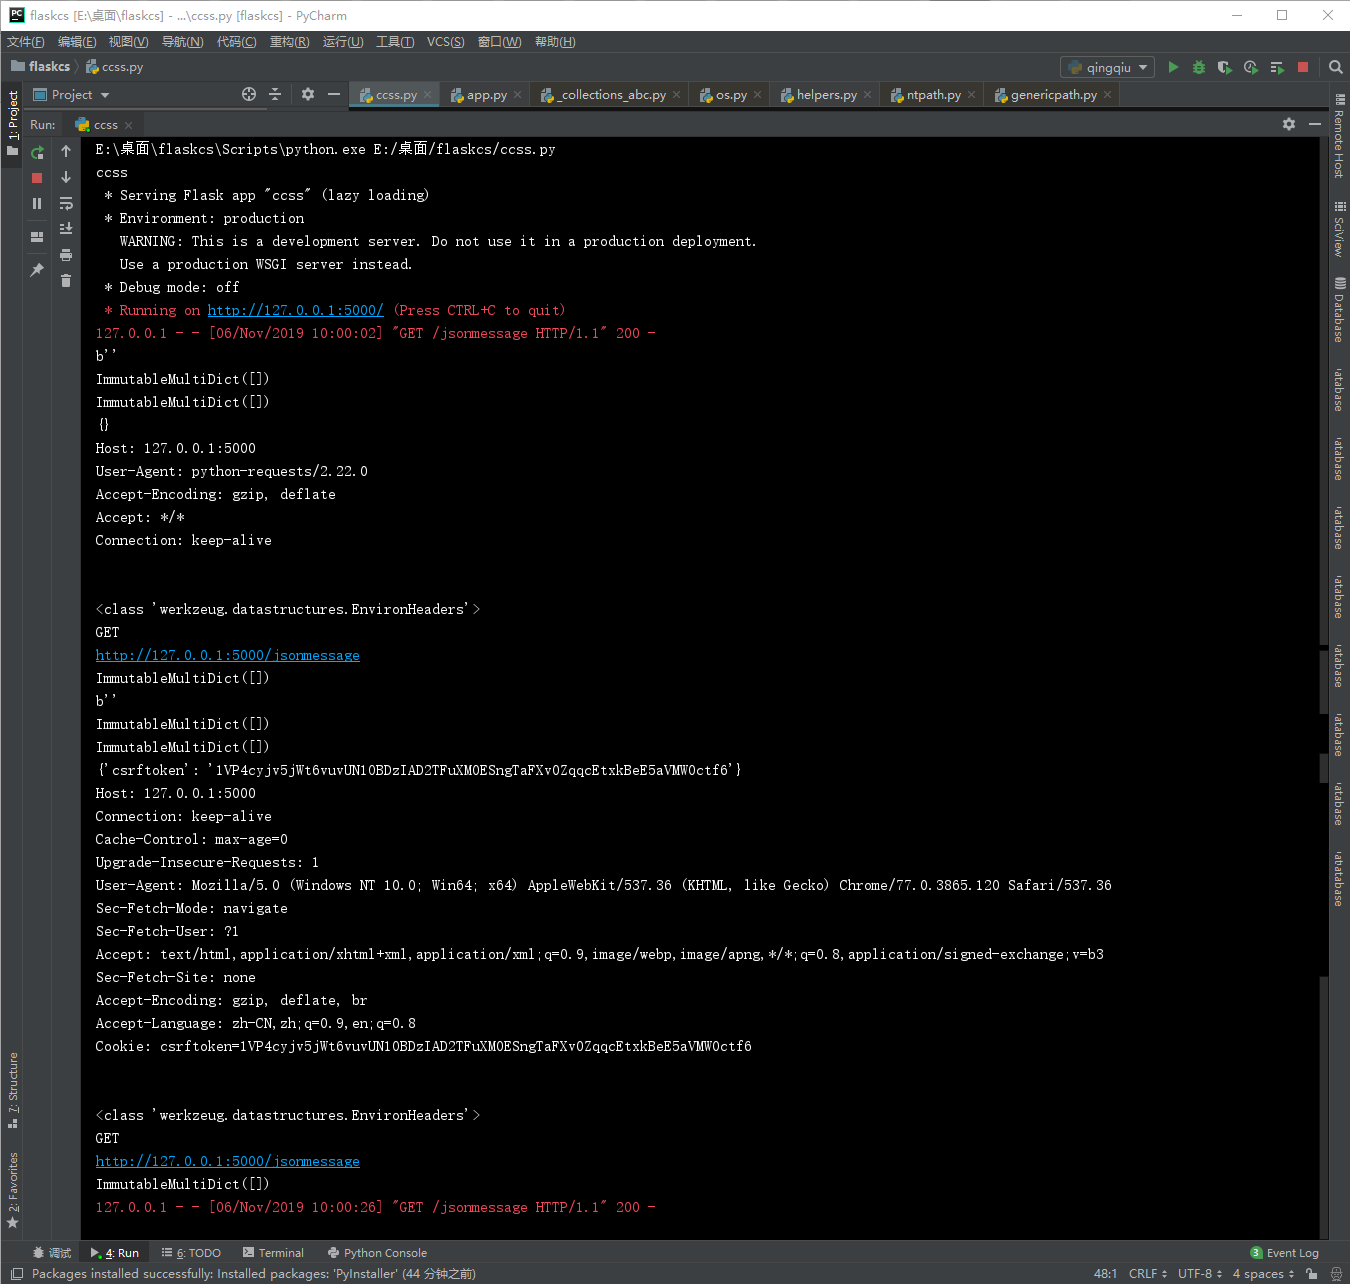 flaskcs [E:\桌面\flaskcs] - ...\ccss.py [flaskcs] - PyCharm
文件(F) 编辑(E) 视图(V) 导航(N) 代码(C) 重构(R) 运行(U) 工具(T) VCS(S) 窗口(W) 帮助(H)
flaskcs ccss.py qingqiu
Project ccss.py app.py _collections_abc.py os.py helpers.py ntpath.py genericpath.py
Run: ccss
E:\桌面\flaskcs\Scripts\python.exe E:/桌面/flaskcs/ccss.py
ccss
* Serving Flask app "ccss" (lazy loading)
* Environment: production
WARNING: This is a development server. Do not use it in a production deployment.
Use a production WSGI server instead.
* Debug mode: off
* Running on http://127.0.0.1:5000/ (Press CTRL+C to quit)
127.0.0.1 - - [06/Nov/2019 10:00:02] "GET /jsonmessage HTTP/1.1" 200 -
b''
ImmutableMultiDict([])
ImmutableMultiDict([])
{}
Host: 127.0.0.1:5000
User-Agent: python-requests/2.22.0
Accept-Encoding: gzip, deflate
Accept: */*
Connection: keep-alive
<class 'werkzeug.datastructures.EnvironHeaders'>
GET
http://127.0.0.1:5000/jsonmessage
ImmutableMultiDict([])
b''
ImmutableMultiDict([])
ImmutableMultiDict([])
{'csrftoken': '1VP4cyjv5jWt6vuvUN10BDzIAD2TFuXM0ESngTaFXv0ZqqcEtxkBeE5aVMW0ctf6'}
Host: 127.0.0.1:5000
Connection: keep-alive
Cache-Control: max-age=0
Upgrade-Insecure-Requests: 1
User-Agent: Mozilla/5.0 (Windows NT 10.0; Win64; x64) AppleWebKit/537.36 (KHTML, like Gecko) Chrome/77.0.3865.120 Safari/537.36
Sec-Fetch-Mode: navigate
Sec-Fetch-User: ?1
Accept: text/html,application/xhtml+xml,application/xml;q=0.9,image/webp,image/apng,*/*;q=0.8,application/signed-exchange;v=b3
Sec-Fetch-Site: none
Accept-Encoding: gzip, deflate, br
Accept-Language: zh-CN,zh;q=0.9,en;q=0.8
Cookie: csrftoken=1VP4cyjv5jWt6vuvUN10BDzIAD2TFuXM0ESngTaFXv0ZqqcEtxkBeE5aVMW0ctf6
<class 'werkzeug.datastructures.EnvironHeaders'>
GET
http://127.0.0.1:5000/jsonmessage
ImmutableMultiDict([])
127.0.0.1 - - [06/Nov/2019 10:00:26] "GET /jsonmessage HTTP/1.1" 200 -
1: Project
7: Structure
2: Favorites
Remote Host
SciView
Database
atabase
atabase
atabase
atabase
atabase
atabase
atabase
atabase
调试 4: Run 6: TODO Terminal Python Console 3 Event Log
Packages installed successfully: Installed packages: 'PyInstaller' (44 分钟之前) 48:1 CRLF UTF-8 4 spaces